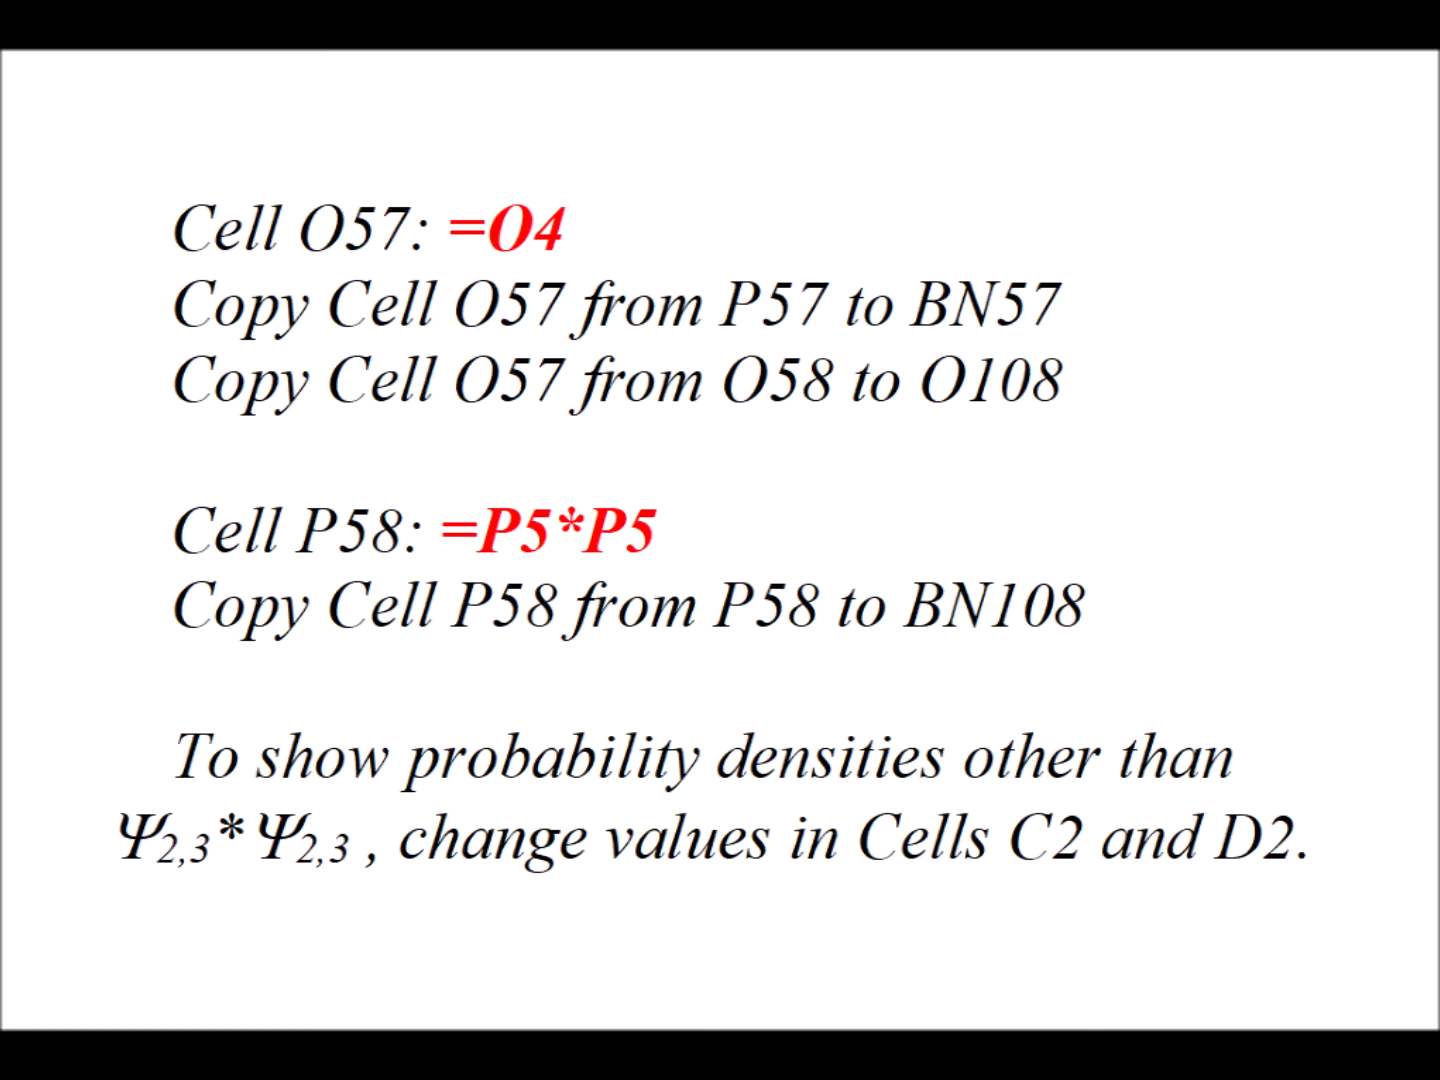 Cell O57: =O4
Copy Cell O57 from P57 to BN57
Copy Cell O57 from O58 to O108
Cell P58: =P5*P5
Copy Cell P58 from P58 to BN108
To show probability densities other than
Ψ2,3*Ψ2,3 , change values in Cells C2 and D2.